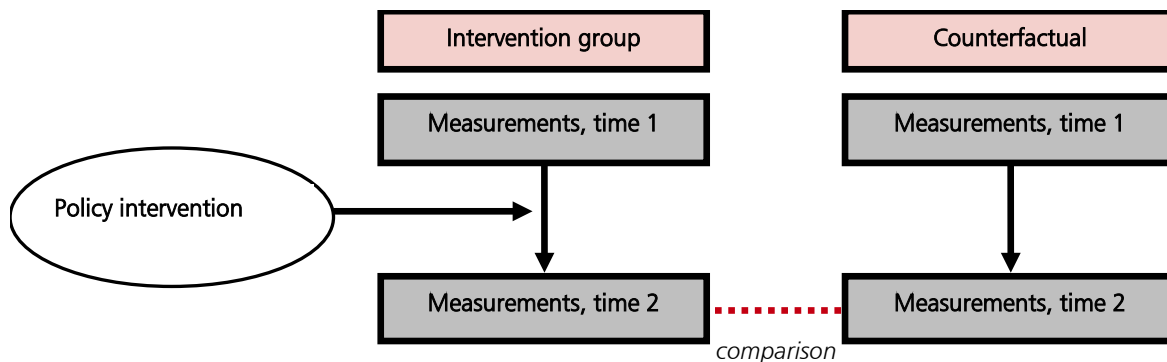 Intervention group
Counterfactual
Measurements, time 1
Measurements, time 1
Policy intervention
Measurements, time 2
Measurements, time 2
comparison